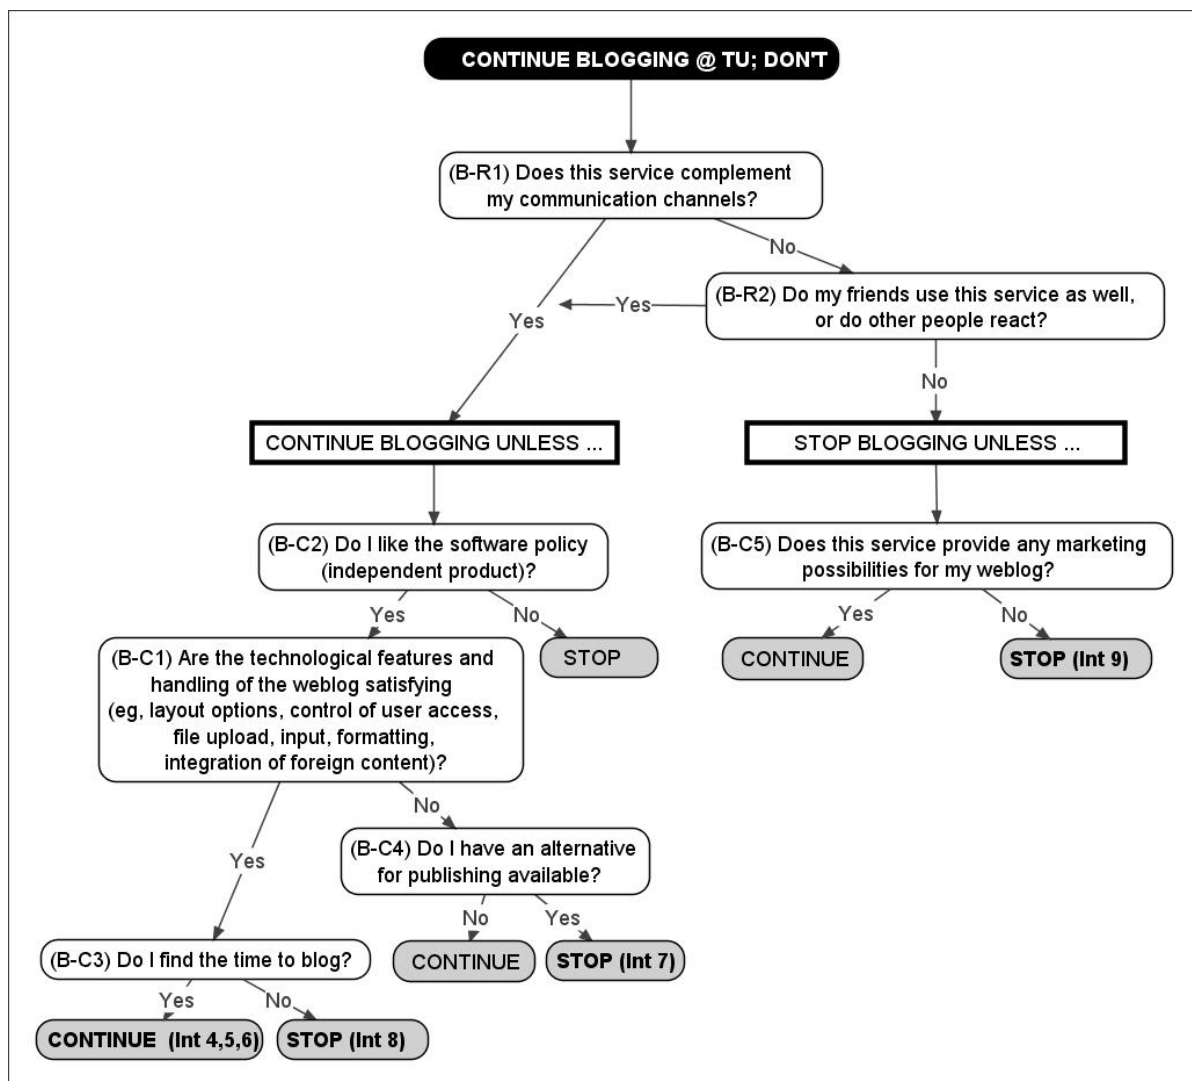 CONTINUE BLOGGING @ TU; DON'T
(B-R1) Does this service complement
my communication channels?
No
(B-R2) Do my friends use this service as well,
or do other people react?
Yes
Yes
No
CONTINUE BLOGGING UNLESS ...
STOP BLOGGING UNLESS ...
(B-C2) Do I like the software policy
(independent product)?
(B-C5) Does this service provide any marketing
possibilities for my weblog?
Yes
No
Yes
No
STOP
CONTINUE
STOP (Int 9)
(B-C1) Are the technological features and
handling of the weblog satisfying
(eg, layout options, control of user access,
file upload, input, formatting,
integration of foreign content)?
No
Yes
(B-C4) Do I have an alternative
for publishing available?
No
Yes
(B-C3) Do I find the time to blog?
CONTINUE
STOP (Int 7)
Yes
No
CONTINUE (Int 4,5,6)
STOP (Int 8)